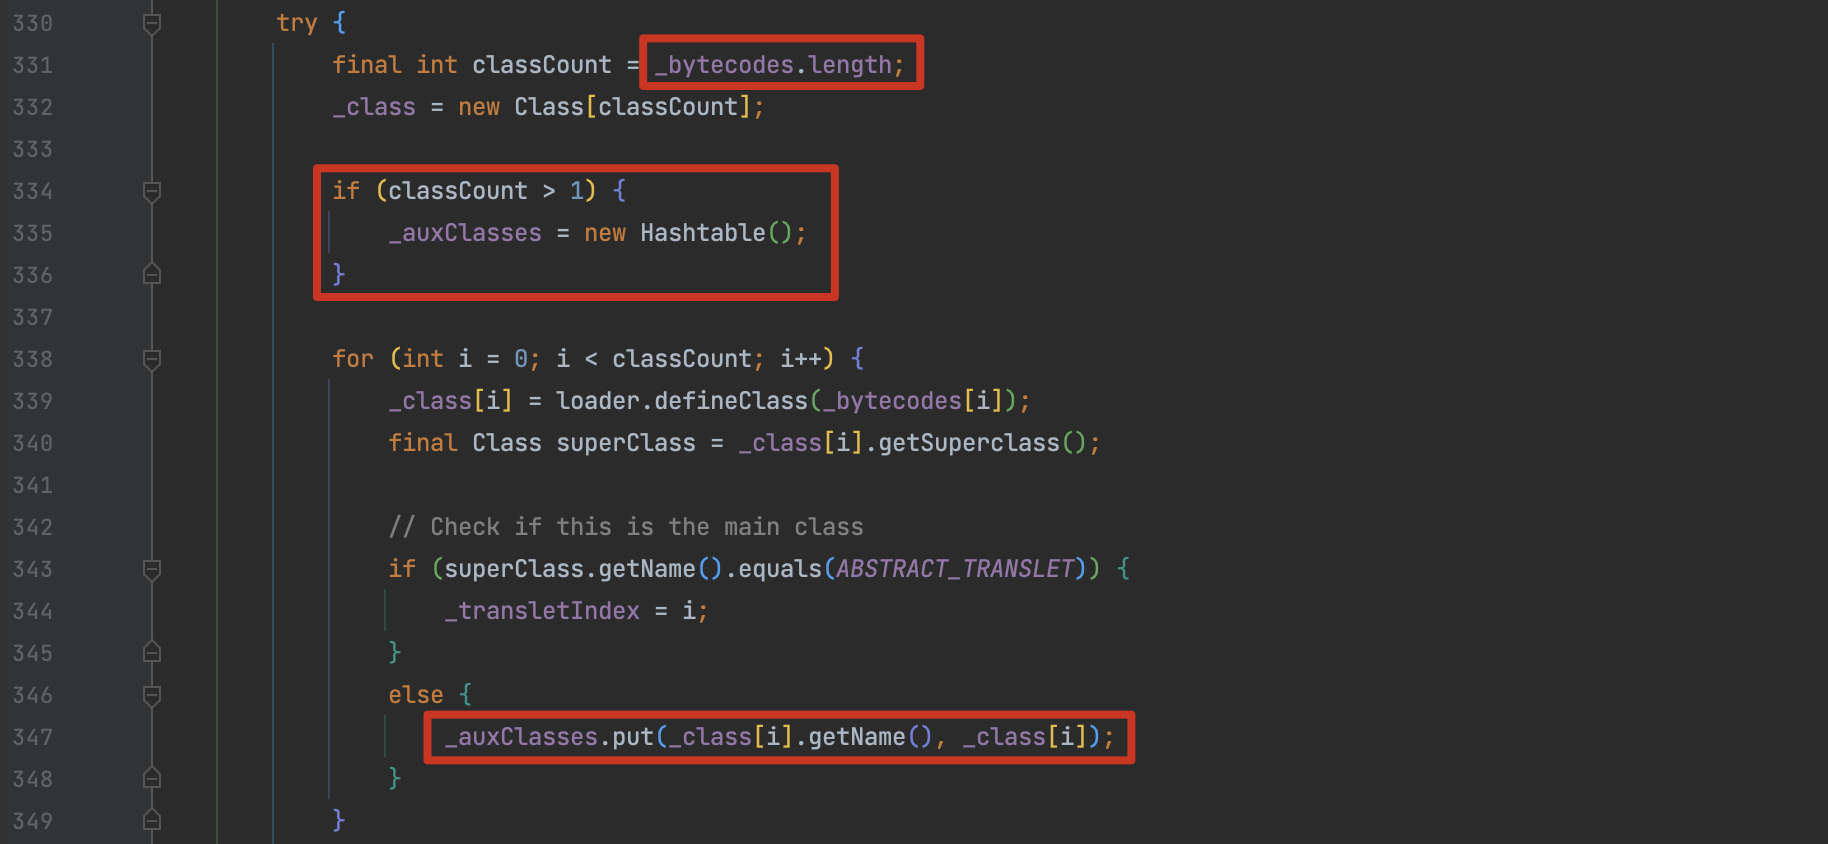 330 try {
331 final int classCount = _bytecodes.length;
332 _class = new Class[classCount];
333
334 if (classCount > 1) {
335 _auxClasses = new Hashtable();
336 }
337
338 for (int i = 0; i < classCount; i++) {
339 _class[i] = loader.defineClass(_bytecodes[i]);
340 final Class superClass = _class[i].getSuperclass();
341
342 // Check if this is the main class
343 if (superClass.getName().equals(ABSTRACT_TRANSLET)) {
344 _transletIndex = i;
345 }
346 else {
347 _auxClasses.put(_class[i].getName(), _class[i]);
348 }
349 }